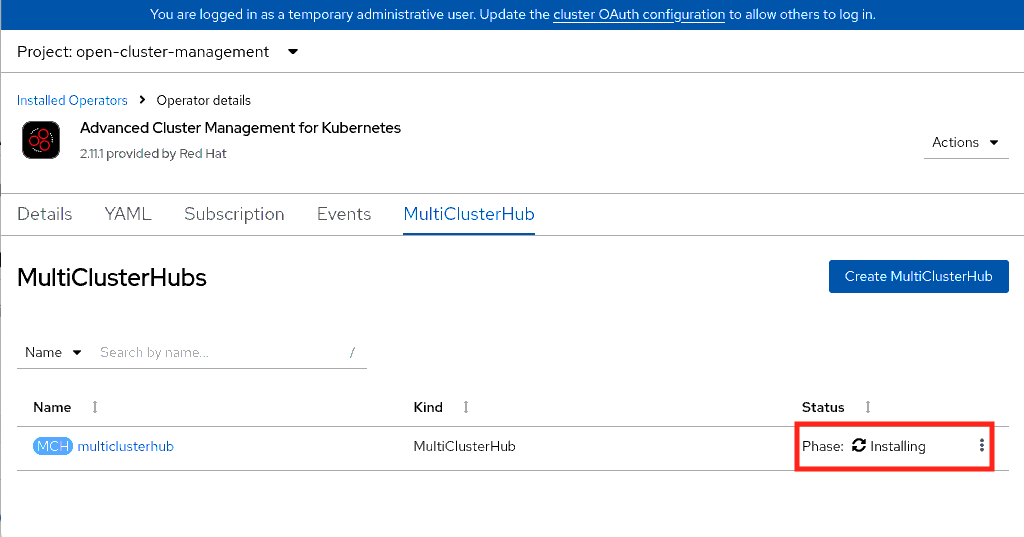 You are logged in as a temporary administrative user. Update the cluster OAuth configuration to allow others to log in.
Project: open-cluster-management
Installed Operators > Operator details
Advanced Cluster Management for Kubernetes
2.11.1 provided by Red Hat
Actions
Details YAML Subscription Events MultiClusterHub
MultiClusterHubs
Create MultiClusterHub
Name Search by name... /
Name Kind Status
MCH multiclusterhub MultiClusterHub Phase: Installing